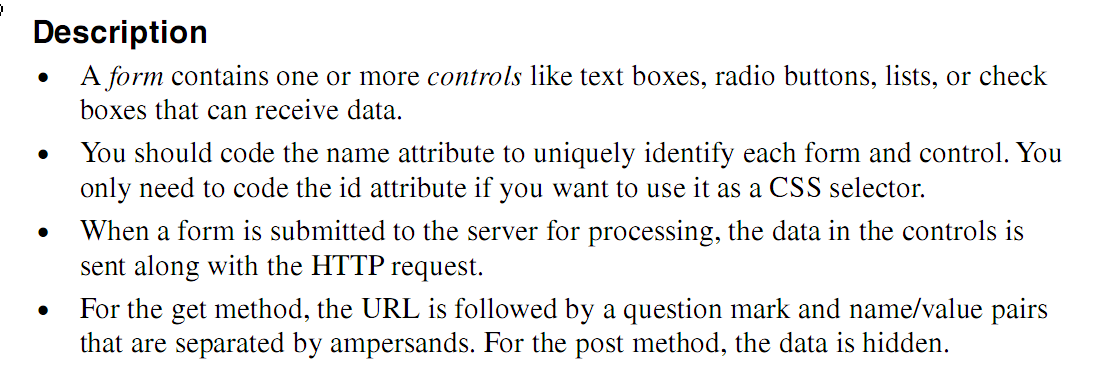 Description
• A form contains one or more controls like text boxes, radio buttons, lists, or check
boxes that can receive data.
• You should code the name attribute to uniquely identify each form and control. You
only need to code the id attribute if you want to use it as a CSS selector.
• When a form is submitted to the server for processing, the data in the controls is
sent along with the HTTP request.
• For the get method, the URL is followed by a question mark and name/value pairs
that are separated by ampersands. For the post method, the data is hidden.